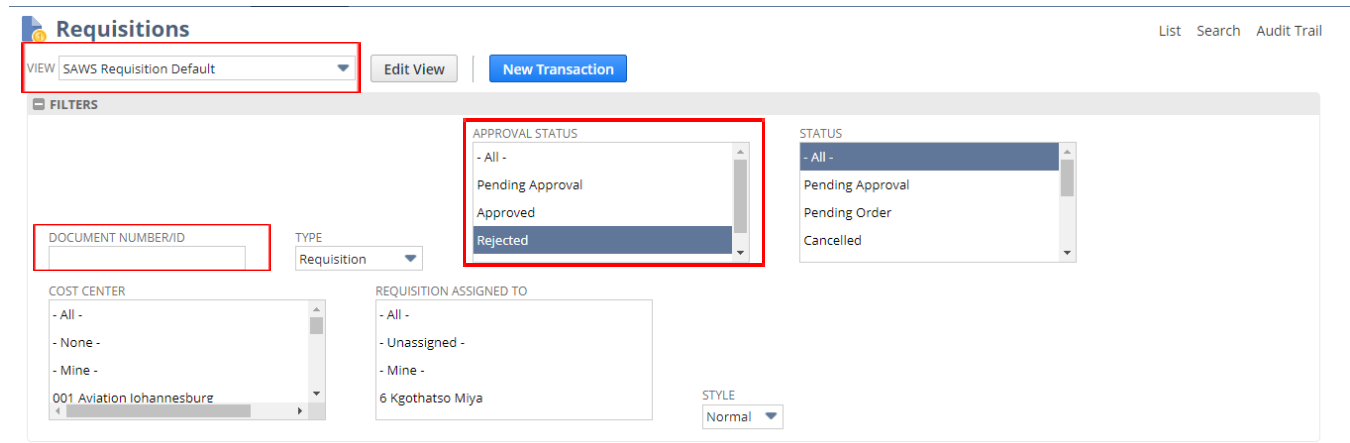 Requisitions
List Search Audit Trail
VIEW SAWS Requisition Default Edit View New Transaction
FILTERS
APPROVAL STATUS
- All -
Pending Approval
Approved
Rejected
STATUS
- All -
Pending Approval
Pending Order
Cancelled
DOCUMENT NUMBER/ID
TYPE
Requisition
COST CENTER
- All -
- None -
- Mine -
001 Aviation Johannesburg
REQUISITION ASSIGNED TO
- All -
- Unassigned -
- Mine -
6 Kgothatso Miya
STYLE
Normal